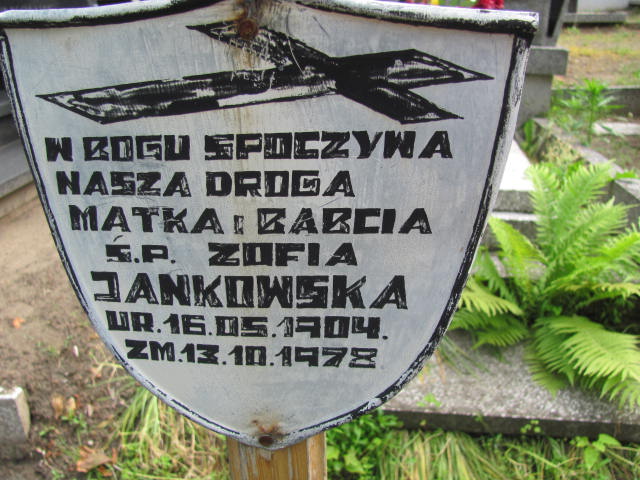 W BOGU SPOCZYWA
NASZA DROGA
MATKA i BABCIA
Ś.P. ZOFIA
JANKOWSKA
UR.16.05.1904.
ZM.13.10.1978